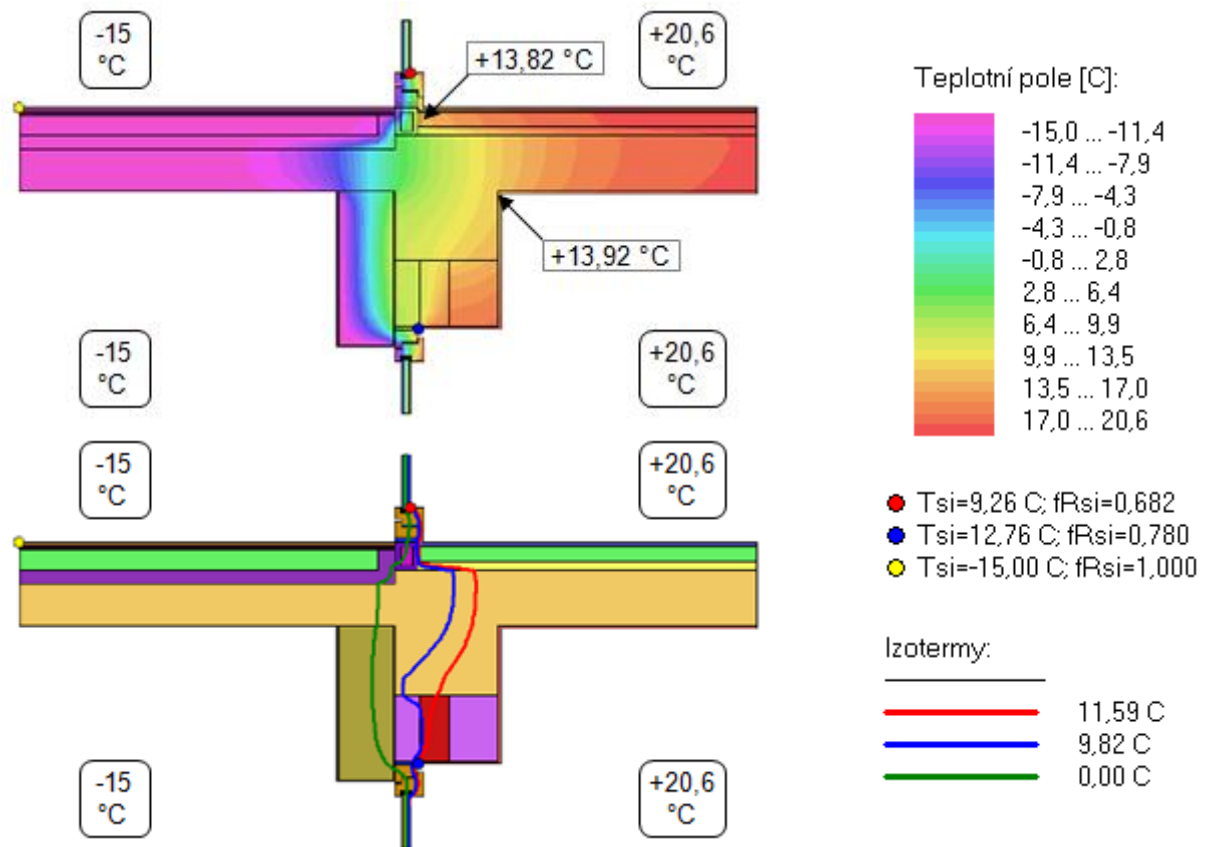 -15
°C
+13,82 °C
+20,6
°C
+13,92 °C
-15
°C
+20,6
°C
Teplotní pole [C]:
-15,0 ... -11,4
-11,4 ... -7,9
-7,9 ... -4,3
-4,3 ... -0,8
-0,8 ... 2,8
2,8 ... 6,4
6,4 ... 9,9
9,9 ... 13,5
13,5 ... 17,0
17,0 ... 20,6
-15
°C
+20,6
°C
-15
°C
+20,6
°C
Tsi=9,26 C; fRsi=0,682
Tsi=12,76 C; fRsi=0,780
Tsi=-15,00 C; fRsi=1,000
Izotermy:
11,59 C
9,82 C
0,00 C